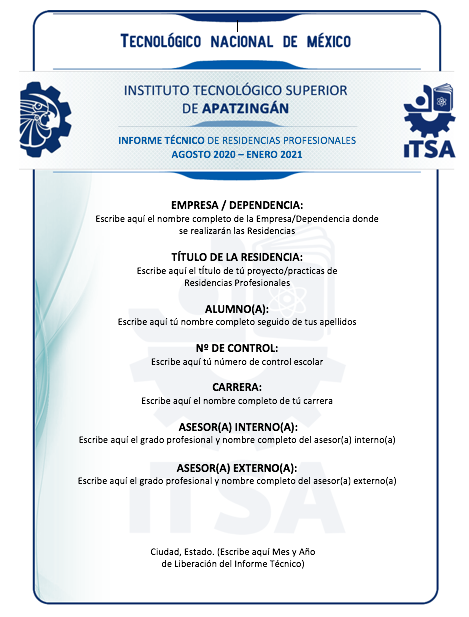 TECNOLÓGICO NACIONAL DE MÉXICO
INSTITUTO TECNOLÓGICO SUPERIOR
DE APATZINGÁN
ITSA
INFORME TÉCNICO DE RESIDENCIAS PROFESIONALES
AGOSTO 2020 – ENERO 2021
EMPRESA / DEPENDENCIA:
Escribe aquí el nombre completo de la Empresa/Dependencia donde
se realizarán las Residencias
TÍTULO DE LA RESIDENCIA:
Escribe aquí el tÍtulo de tú proyecto/practicas de
Residencias Profesionales
ALUMNO(A):
Escribe aquí tú nombre completo seguido de tus apellidos
Nº DE CONTROL:
Escribe aquí tú número de control escolar
CARRERA:
Escribe aquí el nombre completo de tú carrera
ASESOR(A) INTERNO(A):
Escribe aquí el grado profesional y nombre completo del asesor(a) interno(a)
ASESOR(A) EXTERNO(A):
Escribe aquí el grado profesional y nombre completo del asesor(a) externo(a)
ITSA
Ciudad, Estado. (Escribe aquí Mes y Año
de Liberación del Informe Técnico)